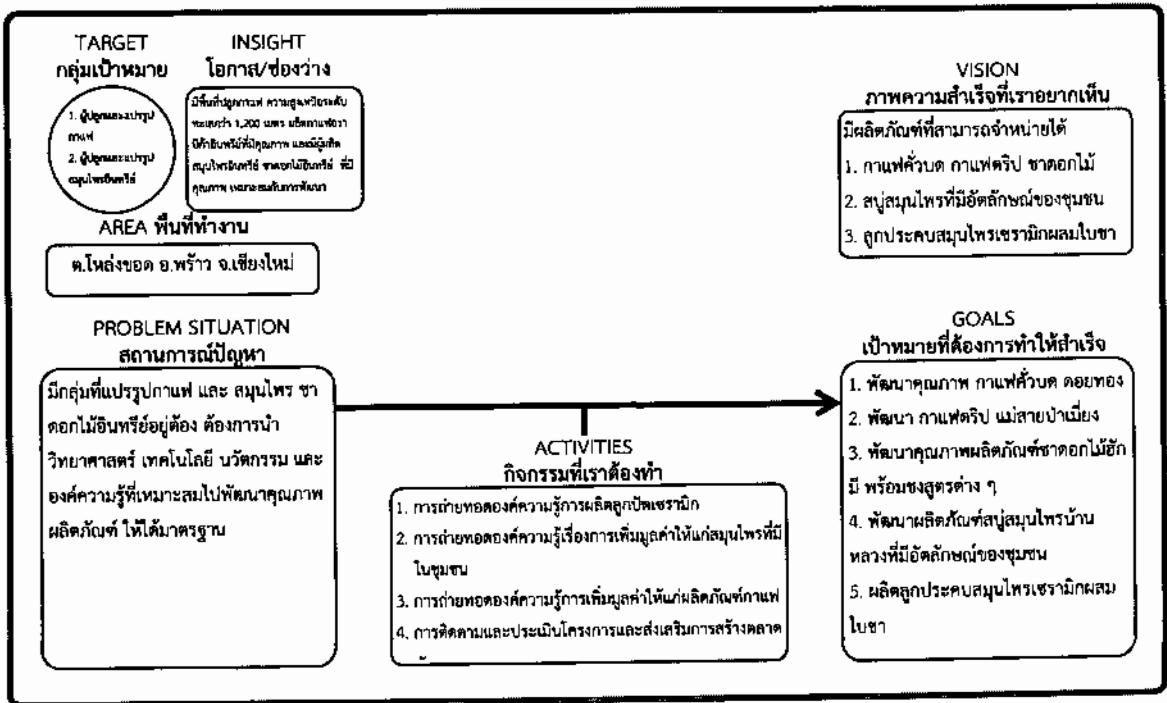 TARGET
กลุ่มเป้าหมาย
1. ผู้ปลูกและแปรรูป
กาแฟ
2. ผู้ปลูกและแปรรูป
สมุนไพรอินทรีย์
INSIGHT
โอกาส/ช่องว่าง
มีพื้นที่ปลูกกาแฟ ความสูงเหนือระดับ
ทะเลกว่า 1,200 เมตร ผลิตกาแฟอรา
บิก้าอินทรีย์ที่มีคุณภาพ และมีผู้ผลิต
สมุนไพรอินทรีย์ ชาดอกไม้อินทรีย์ ที่มี
คุณภาพ เหมาะสมกับการพัฒนา
AREA พื้นที่ทำงาน
ต.โหล่งขอด อ.พร้าว จ.เชียงใหม่
VISION
ภาพความสำเร็จที่เราอยากเห็น
มีผลิตภัณฑ์ที่สามารถจำหน่ายได้
1. กาแฟคั่วบด กาแฟดริป ชาดอกไม้
2. สบู่สมุนไพรที่มีอัตลักษณ์ของชุมชน
3. ลูกประคบสมุนไพรเซรามิกผสมใบชา
PROBLEM SITUATION
สถานการณ์ปัญหา
มีกลุ่มที่แปรรูปกาแฟ และ สมุนไพร ชา
ดอกไม้อินทรีย์อยู่ต้อง ต้องการนำ
วิทยาศาสตร์ เทคโนโลยี นวัตกรรม และ
องค์ความรู้ที่เหมาะสมไปพัฒนาคุณภาพ
ผลิตภัณฑ์ ให้ได้มาตรฐาน
ACTIVITIES
กิจกรรมที่เราต้องทำ
1. การถ่ายทอดองค์ความรู้การผลิตลูกปัดเซรามิก
2. การถ่ายทอดองค์ความรู้เรื่องการเพิ่มมูลค่าให้แก่สมุนไพรที่มี
ในชุมชน
3. การถ่ายทอดองค์ความรู้การเพิ่มมูลค่าให้แก่ผลิตภัณฑ์กาแฟ
4. การติดตามและประเมินโครงการและส่งเสริมการสร้างตลาด
GOALS
เป้าหมายที่ต้องการทำให้สำเร็จ
1. พัฒนาคุณภาพ กาแฟคั่วบด ดอยทอง
2. พัฒนา กาแฟดริป แม่สายป่าเมี่ยง
3. พัฒนาคุณภาพผลิตภัณฑ์ชาดอกไม้ฮัก
มี พร้อมชงสูตรต่าง ๆ
4. พัฒนาผลิตภัณฑ์สบู่สมุนไพรบ้าน
หลวงที่มีอัตลักษณ์ของชุมชน
5. ผลิตลูกประคบสมุนไพรเซรามิกผสม
ใบชา